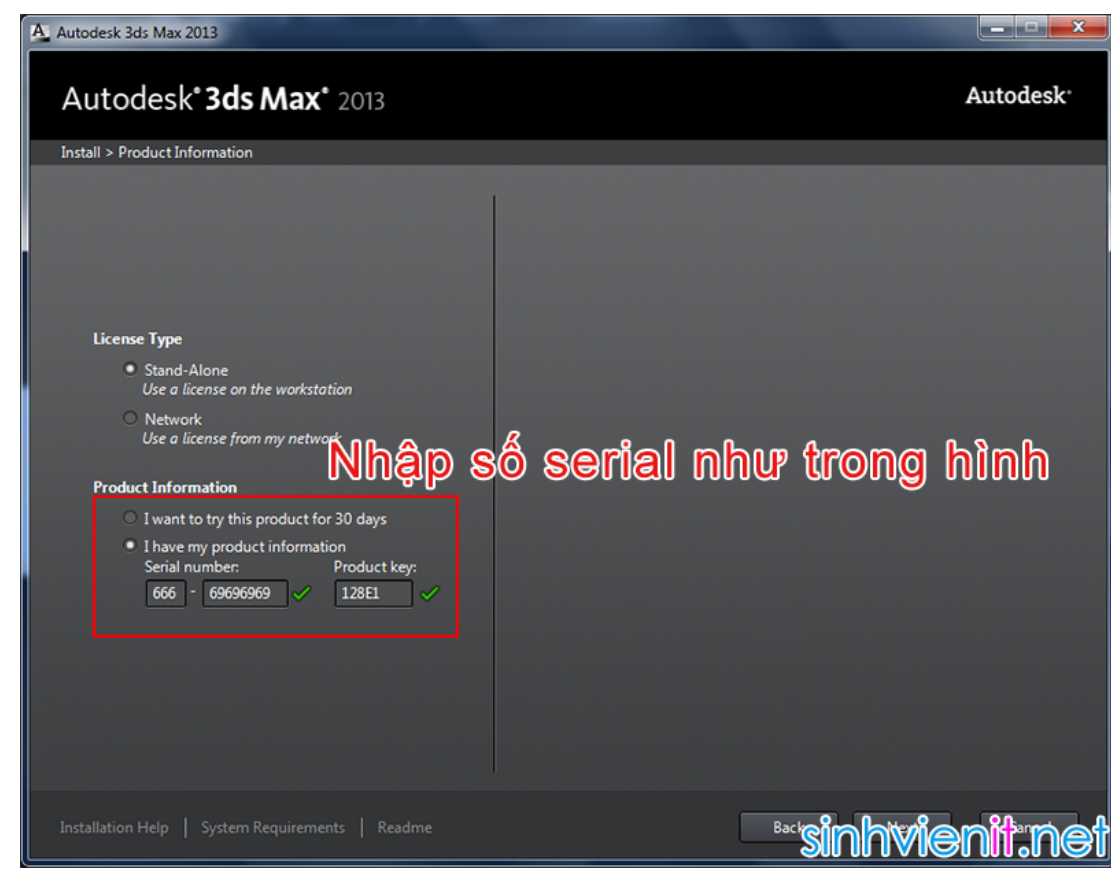 Autodesk 3ds Max 2013
Autodesk® 3ds Max® 2013
Autodesk®
Install > Product Information
License Type
Stand-Alone
Use a license on the workstation
Network
Use a license from my network
Nhập số serial như trong hình
Product Information
I want to try this product for 30 days
I have my product information
Serial number: Product key:
666 - 69696969 128E1
Installation Help | System Requirements | Readme
Back
sinhvienit.net